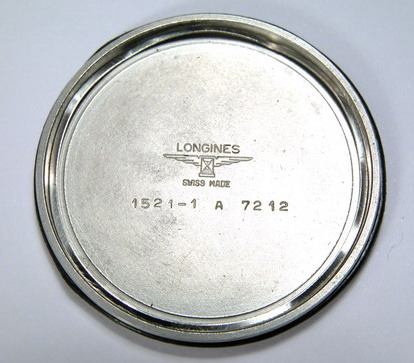 LONGINES
SWISS MADE
1521-1 A 7212